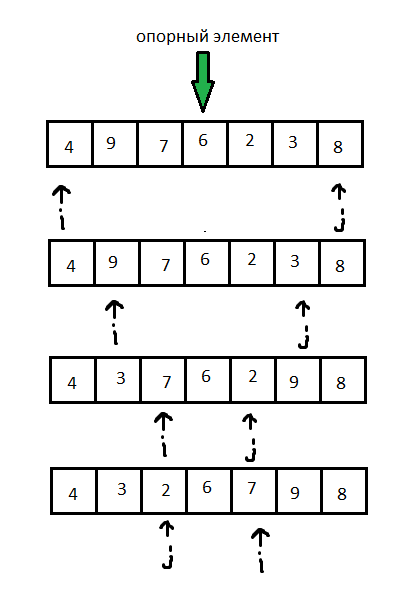 опорный элемент
4 9 7 6 2 3 8
i j
4 9 7 6 2 3 8
i j
4 3 7 6 2 9 8
i j
4 3 2 6 7 9 8
j i